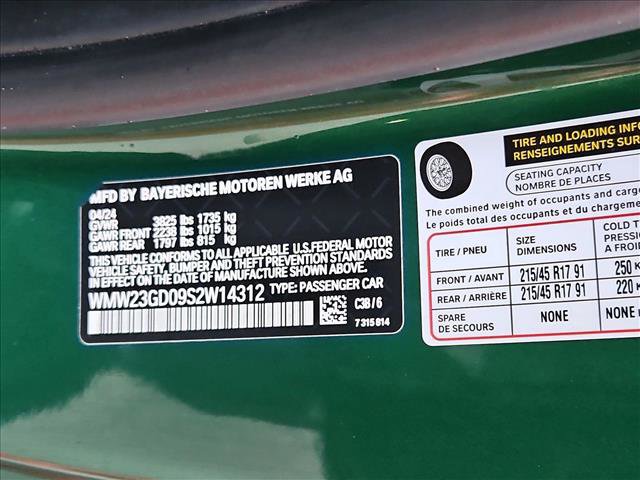 MFD BY BAYERISCHE MOTOREN WERKE AG
04/24
GVWR 3825 lbs 1735 kg
GAWR FRONT 2238 lbs 1015 kg
GAWR REAR 1797 lbs 815 kg
THIS VEHICLE CONFORMS TO ALL APPLICABLE U.S.FEDERAL MOTOR
VEHICLE SAFETY, BUMPER AND THEFT PREVENTION STANDARDS
IN EFFECT ON THE DATE OF MANUFACTURE SHOWN ABOVE.
WMW23GD09S2W14312 TYPE: PASSENGER CAR
C3B / 6
7 315 814
TIRE AND LOADING INFO
RENSEIGNEMENTS SUR
SEATING CAPACITY
NOMBRE DE PLACES
The combined weight of occupants and cargo
Le poids total des occupants et du chargeme
TIRE / PNEU SIZE DIMENSIONS COLD T PRESSI A FROI
FRONT / AVANT 215/45 R17 91 250 K
REAR / ARRIÈRE 215/45 R17 91 220 K
SPARE DE SECOURS NONE NONE